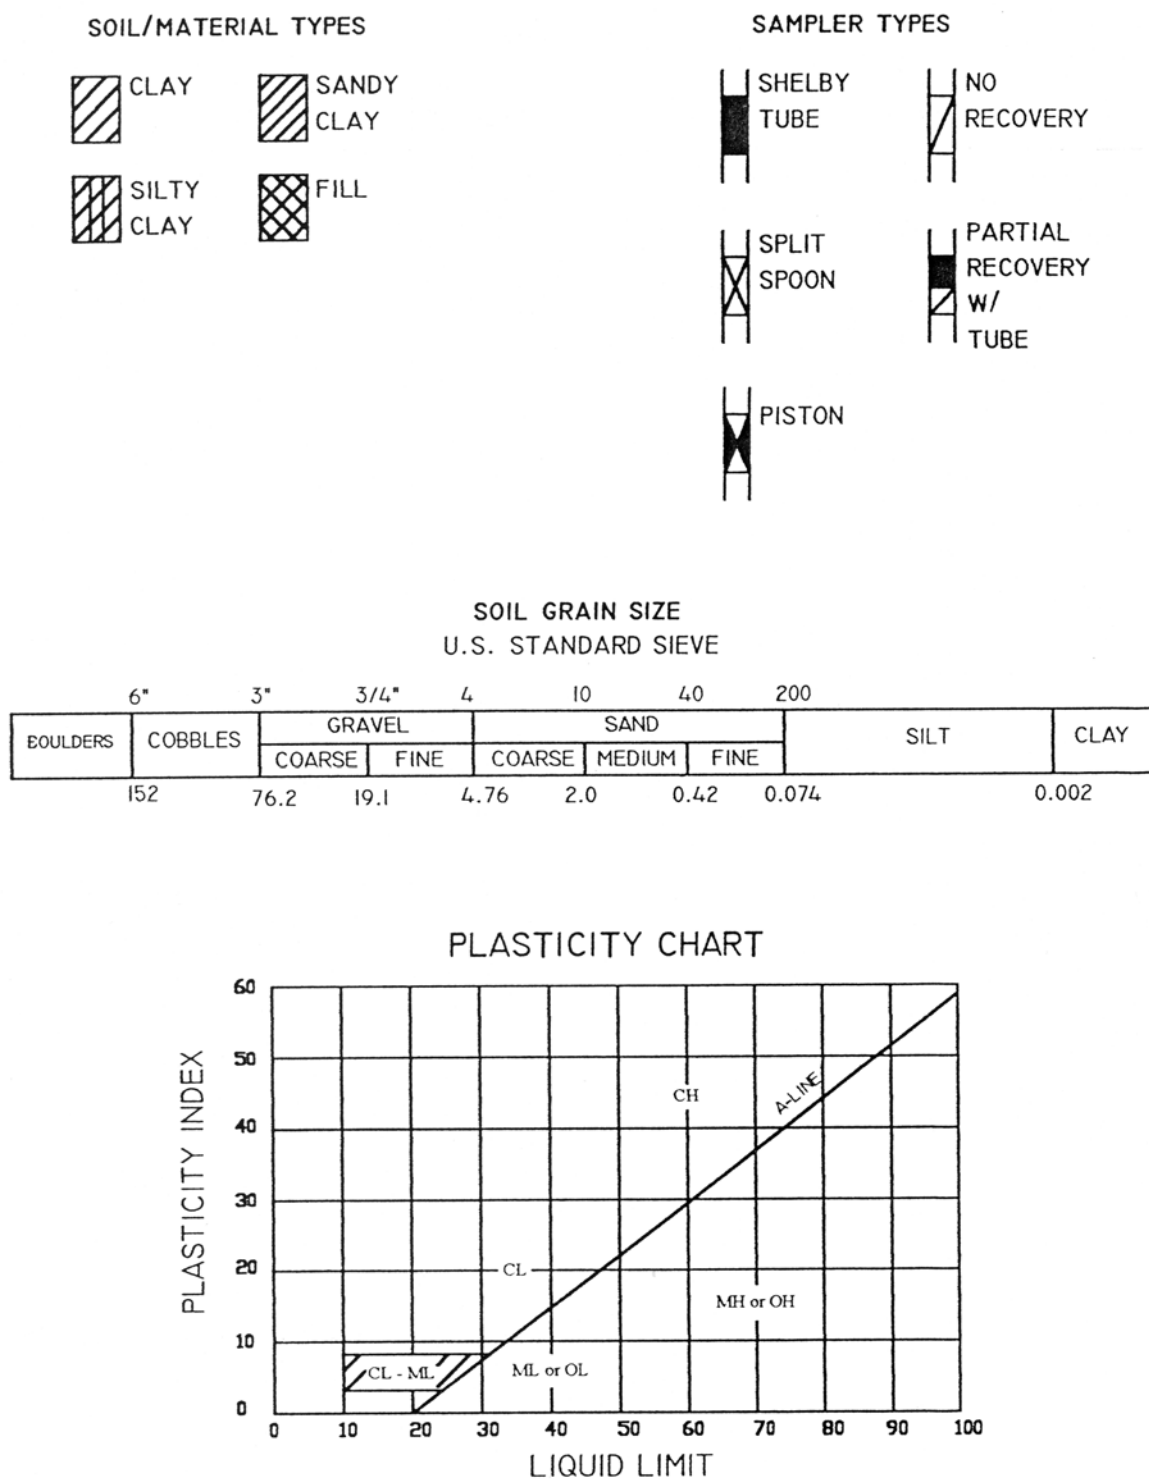 SOIL/MATERIAL TYPES
CLAY
SANDY
CLAY
SILTY
CLAY
FILL
SAMPLER TYPES
SHELBY
TUBE
NO
RECOVERY
SPLIT
SPOON
PARTIAL
RECOVERY
W/
TUBE
PISTON
SOIL GRAIN SIZE
U.S. STANDARD SIEVE
6" 3" 3/4" 4 10 40 200
BOULDERS COBBLES GRAVEL SAND SILT CLAY
COARSE FINE COARSE MEDIUM FINE
152 76.2 19.1 4.76 2.0 0.42 0.074 0.002
PLASTICITY CHART
PLASTICITY INDEX
60
50
40
30
20
10
0
CH
A-LINE
CL
MH or OH
CL - ML
ML or OL
0 10 20 30 40 50 60 70 80 90 100
LIQUID LIMIT